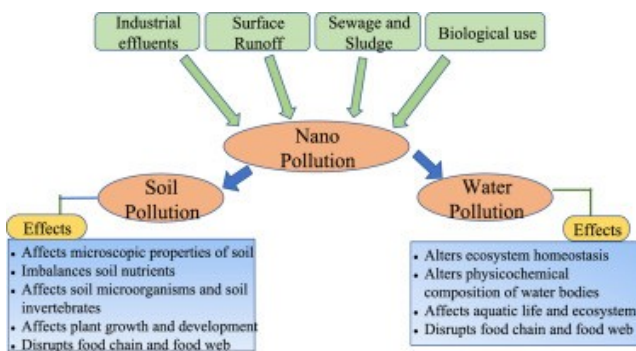 Industrial
effluents
Surface
Runoff
Sewage and
Sludge
Biological use
Nano
Pollution
Soil
Pollution
Water
Pollution
Effects
• Affects microscopic properties of soil
• Imbalances soil nutrients
• Affects soil microorganisms and soil
invertebrates
• Affects plant growth and development
• Disrupts food chain and food web
Effects
• Alters ecosystem homeostasis
• Alters physicochemical
composition of water bodies
• Affects aquatic life and ecosystem
• Disrupts food chain and food web